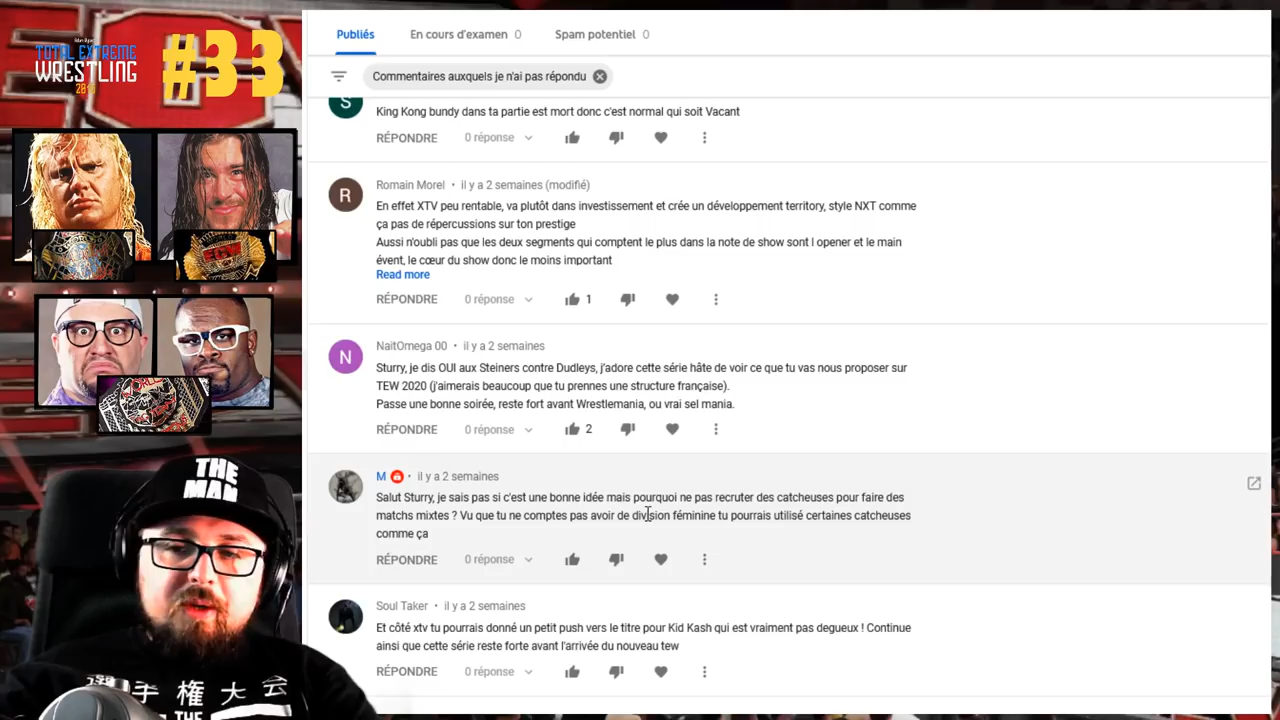 TOTAL EXTREME
WRESTLING
#33
Publiés
En cours d'examen 0
Spam potentiel 0
Commentaires auxquels je n'ai pas répondu
S
King Kong bundy dans ta partie est mort donc c'est normal qui soit Vacant
RÉPONDRE 0 réponse
R
Romain Morel • il y a 2 semaines (modifié)
En effet XTV peu rentable, va plutôt dans investissement et crée un développement territory, style NXT comme
ça pas de répercussions sur ton prestige
Aussi n'oubli pas que les deux segments qui comptent le plus dans la note de show sont l opener et le main
évent, le cœur du show donc le moins important
Read more
RÉPONDRE 0 réponse 1
N
NaitOmega 00 • il y a 2 semaines
Sturry, je dis OUI aux Steiners contre Dudleys, j'adore cette série hâte de voir ce que tu vas nous proposer sur
TEW 2020 (j'aimerais beaucoup que tu prennes une structure française).
Passe une bonne soirée, reste fort avant Wrestlemania, ou vrai sel mania.
RÉPONDRE 0 réponse 2
M • il y a 2 semaines
Salut Sturry, je sais pas si c'est une bonne idée mais pourquoi ne pas recruter des catcheuses pour faire des
matchs mixtes ? Vu que tu ne comptes pas avoir de division féminine tu pourrais utilisé certaines catcheuses
comme ça
RÉPONDRE 0 réponse
Soul Taker • il y a 2 semaines
Et côté xtv tu pourrais donné un petit push vers le titre pour Kid Kash qui est vraiment pas degueux ! Continue
ainsi que cette série reste forte avant l'arrivée du nouveau tew
RÉPONDRE 0 réponse
ECW
THE
MAN
手権大会
THE